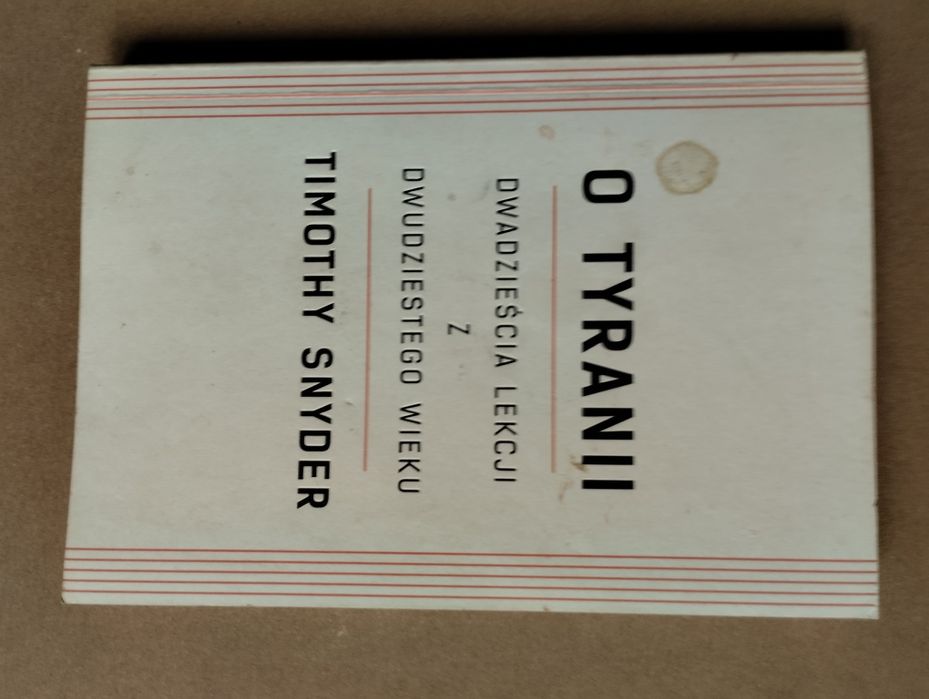 O TYRANII
DWADZIEŚCIA LEKCJI
Z
DWUDZIESTEGO WIEKU
TIMOTHY SNYDER